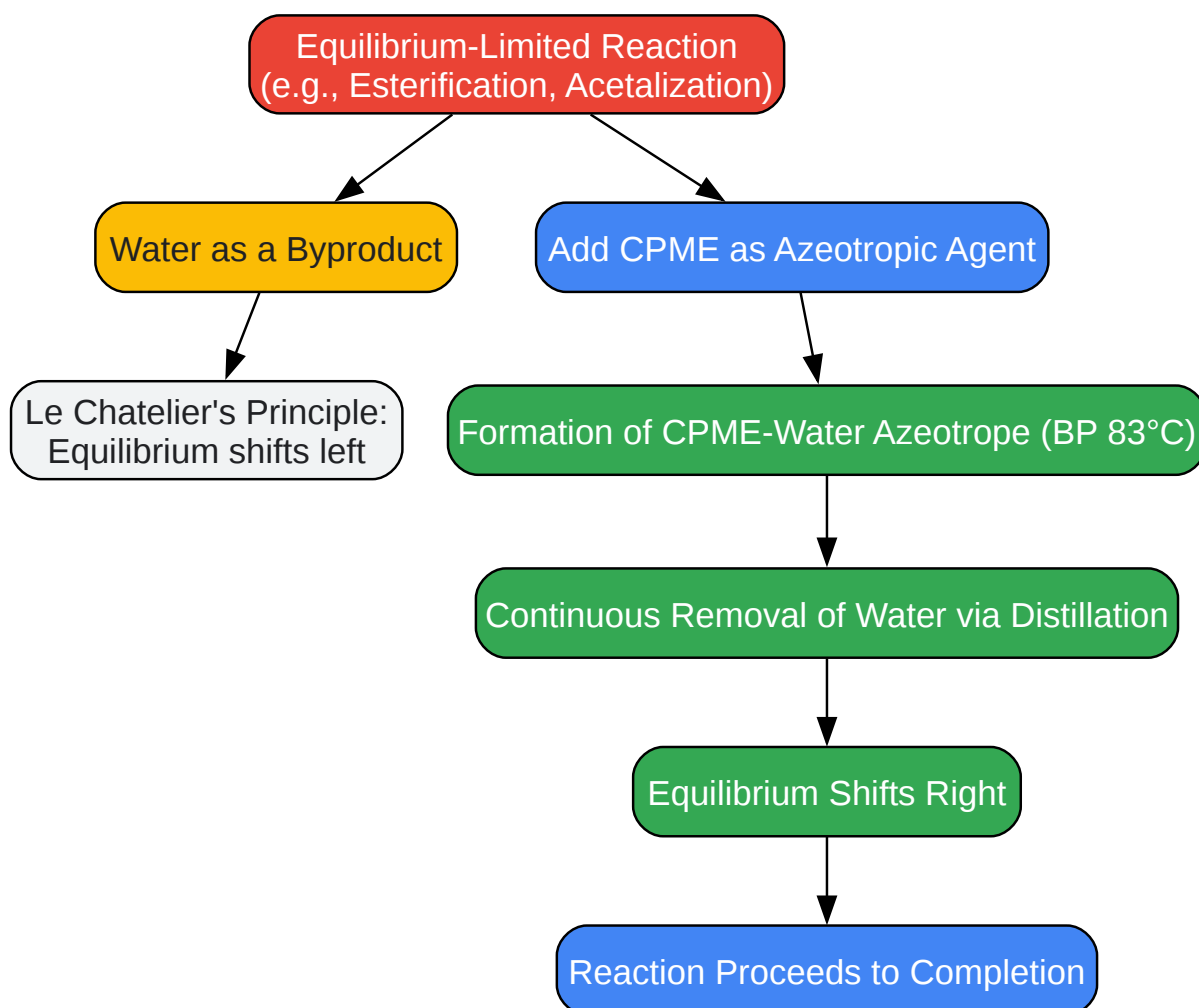 Equilibrium-Limited Reaction
(e.g., Esterification, Acetalization)
Water as a Byproduct
Add CPME as Azeotropic Agent
Le Chatelier's Principle:
Equilibrium shifts left
Formation of CPME-Water Azeotrope (BP 83°C)
Continuous Removal of Water via Distillation
Equilibrium Shifts Right
Reaction Proceeds to Completion